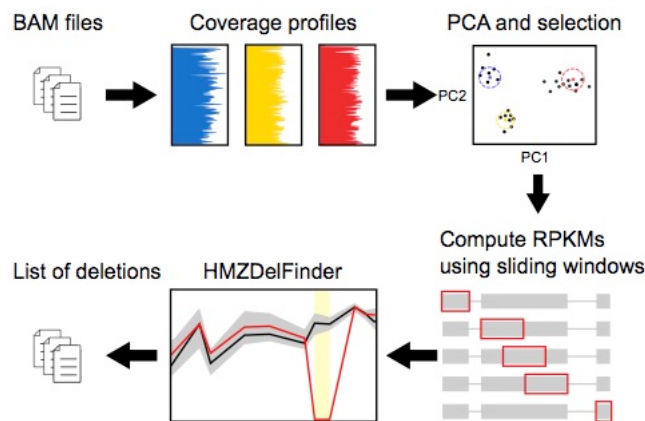 BAM files
Coverage profiles
PCA and selection
PC2
PC1
Compute RPKMs
using sliding windows
HMZDelFinder
List of deletions